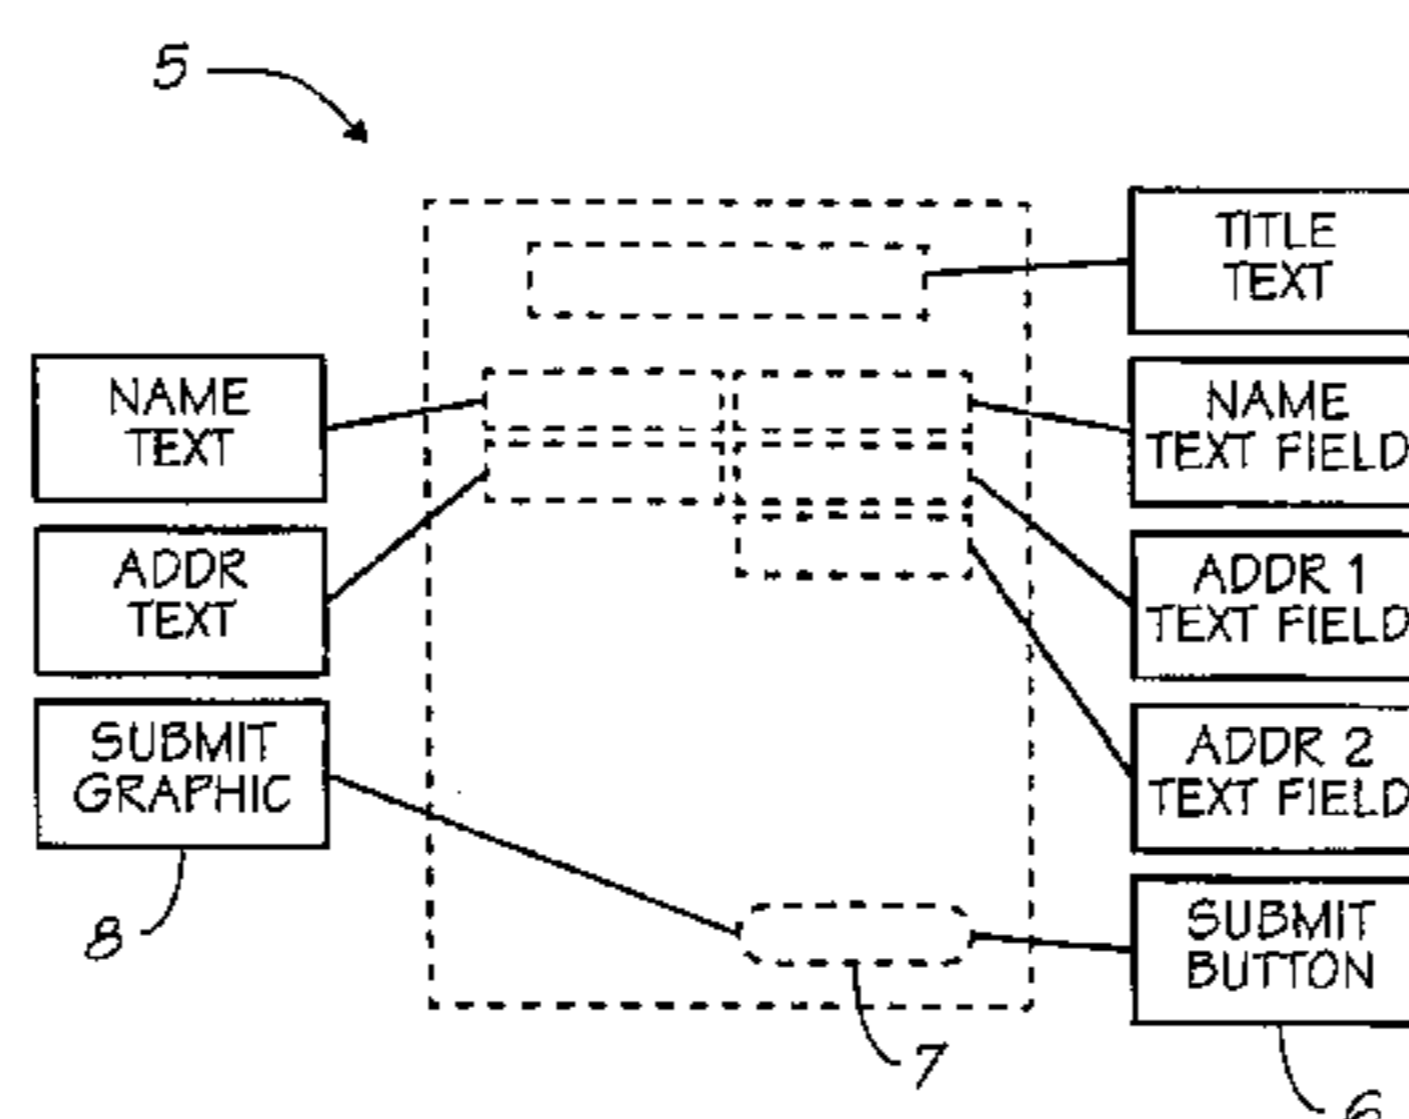 5
TITLE
TEXT
NAME
TEXT
NAME
TEXT FIELD
ADDR
TEXT
ADDR 1
TEXT FIELD
SUBMIT
GRAPHIC
ADDR 2
TEXT FIELD
8
SUBMIT
BUTTON
7
6